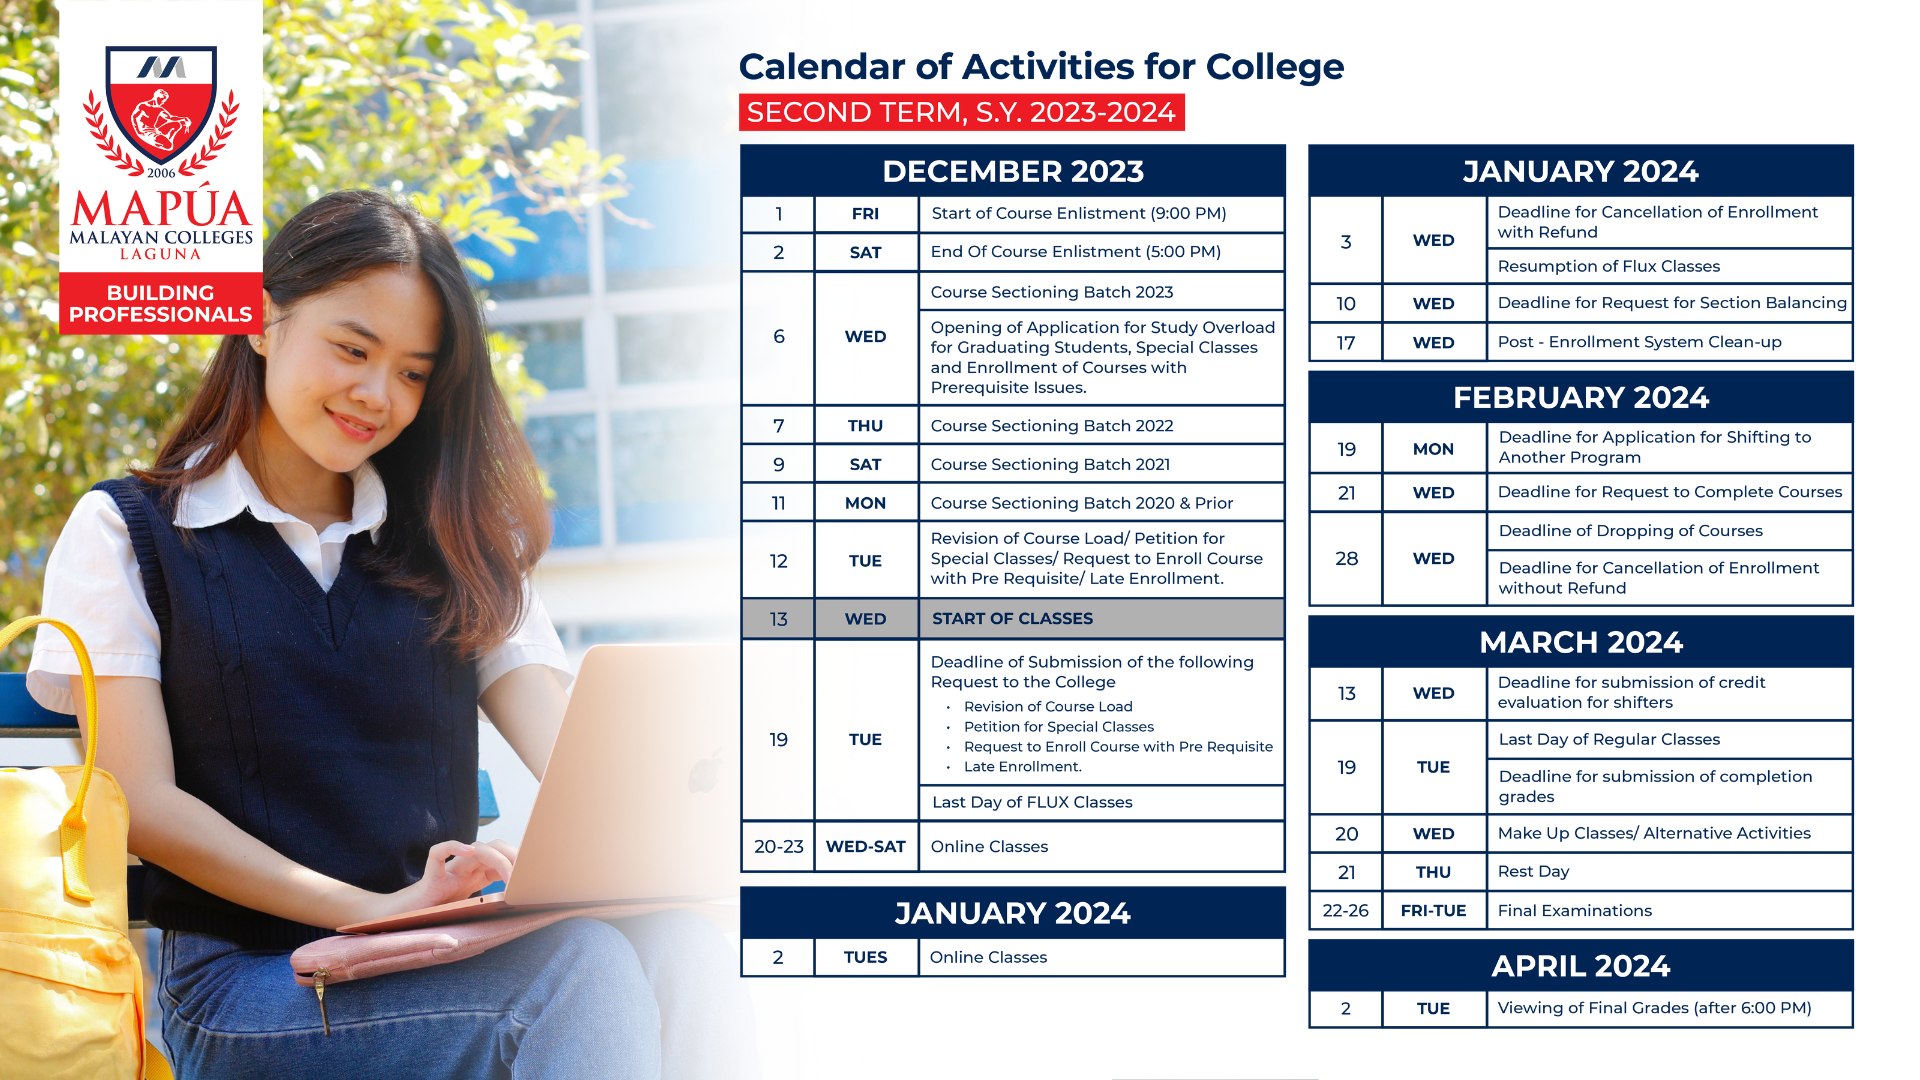 2006
MAPÚA
MALAYAN COLLEGES
LAGUNA
BUILDING
PROFESSIONALS
Calendar of Activities for College
SECOND TERM, S.Y. 2023-2024
DECEMBER 2023
1 FRI Start of Course Enlistment (9:00 PM)
2 SAT End Of Course Enlistment (5:00 PM)
6 WED Course Sectioning Batch 2023
Opening of Application for Study Overload
for Graduating Students, Special Classes
and Enrollment of Courses with
Prerequisite Issues.
7 THU Course Sectioning Batch 2022
9 SAT Course Sectioning Batch 2021
11 MON Course Sectioning Batch 2020 & Prior
12 TUE Revision of Course Load/ Petition for
Special Classes/ Request to Enroll Course
with Pre Requisite/ Late Enrollment.
13 WED START OF CLASSES
19 TUE Deadline of Submission of the following
Request to the College
• Revision of Course Load
• Petition for Special Classes
• Request to Enroll Course with Pre Requisite
• Late Enrollment.
Last Day of FLUX Classes
20-23 WED-SAT Online Classes
JANUARY 2024
2 TUES Online Classes
JANUARY 2024
3 WED Deadline for Cancellation of Enrollment
with Refund
Resumption of Flux Classes
10 WED Deadline for Request for Section Balancing
17 WED Post - Enrollment System Clean-up
FEBRUARY 2024
19 MON Deadline for Application for Shifting to
Another Program
21 WED Deadline for Request to Complete Courses
28 WED Deadline of Dropping of Courses
Deadline for Cancellation of Enrollment
without Refund
MARCH 2024
13 WED Deadline for submission of credit
evaluation for shifters
19 TUE Last Day of Regular Classes
Deadline for submission of completion
grades
20 WED Make Up Classes/ Alternative Activities
21 THU Rest Day
22-26 FRI-TUE Final Examinations
APRIL 2024
2 TUE Viewing of Final Grades (after 6:00 PM)